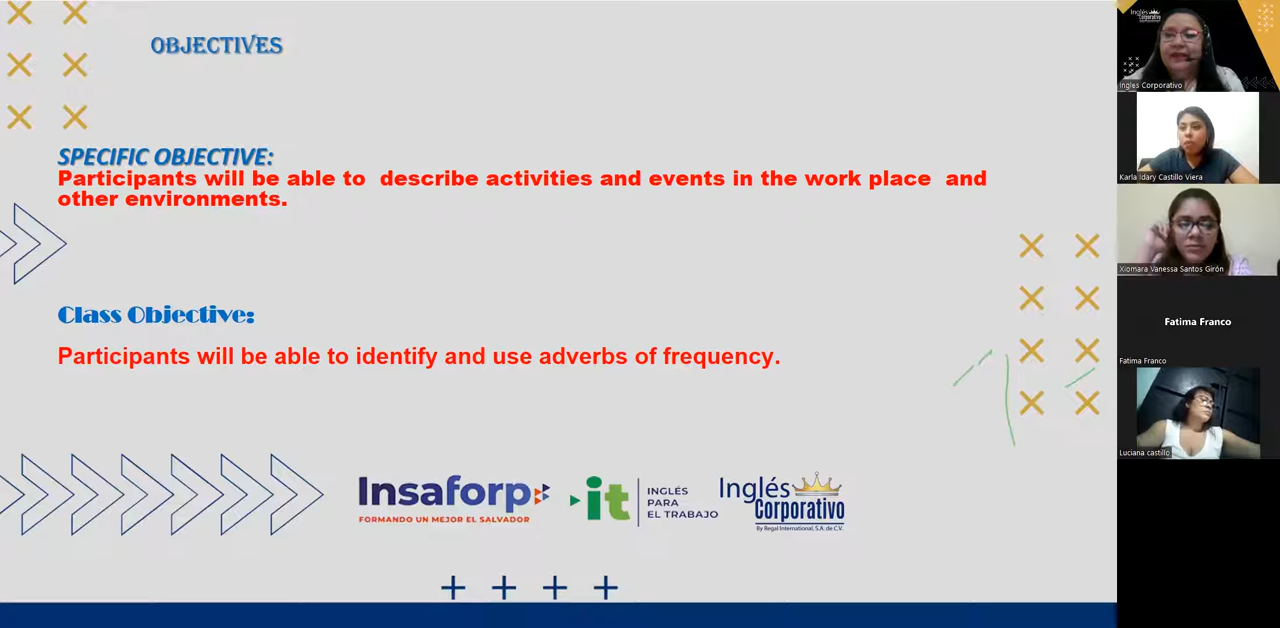 OBJECTIVES
SPECIFIC OBJECTIVE:
Participants will be able to describe activities and events in the work place and
other environments.
Class Objective:
Participants will be able to identify and use adverbs of frequency.
Insaforp
FORMANDO UN MEJOR EL SALVADOR
it
INGLÉS
PARA
EL TRABAJO
Inglés
Corporativo
By Regal International, S.A. de C.V.
Inglés
Corporativo
Ingles Corporativo
Karla Idary Castillo Viera
Xiomara Vanessa Santos Girón
Fatima Franco
Fatima Franco
Luciana castillo